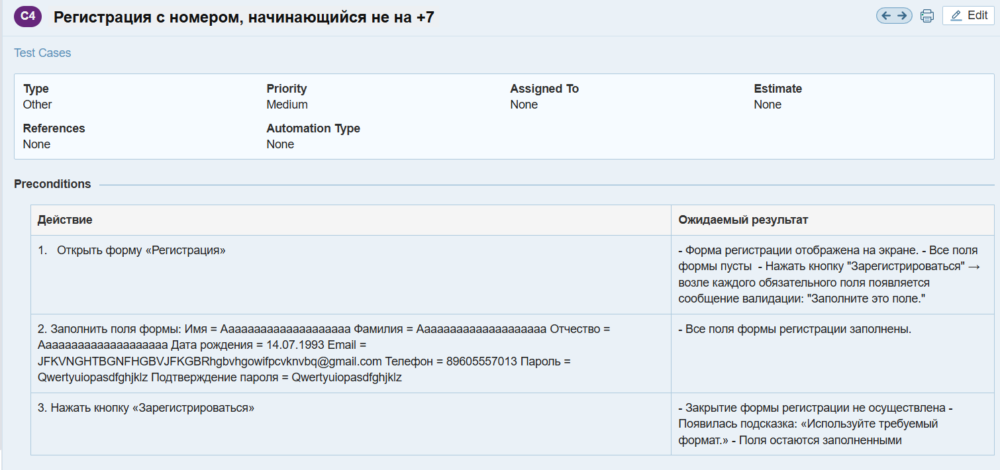 C4 Регистрация с номером, начинающийся не на +7 Edit
Test Cases
Type Priority Assigned To Estimate
Other Medium None None
References Automation Type
None None
Preconditions
Действие Ожидаемый результат
1. Открыть форму «Регистрация»
- Форма регистрации отображена на экране. - Все поля
формы пусты - Нажать кнопку "Зарегистрироваться" →
возле каждого обязательного поля появляется
сообщение валидации: "Заполните это поле."
2. Заполнить поля формы: Имя = Аааааааааааааааааааа Фамилия = Аааааааааааааааааааа Отчество =
Аааааааааааааааааааа Дата рождения = 14.07.1993 Email =
JFKVNGHTBGNFHGBVJFKGBRhgbvhgowifpcvknvbq@gmail.com Телефон = 89605557013 Пароль =
Qwertyuiopasdfghjklz Подтверждение пароля = Qwertyuiopasdfghjklz
- Все поля формы регистрации заполнены.
3. Нажать кнопку «Зарегистрироваться»
- Закрытие формы регистрации не осуществлена -
Появилась подсказка: «Используйте требуемый
формат.» - Поля остаются заполненными